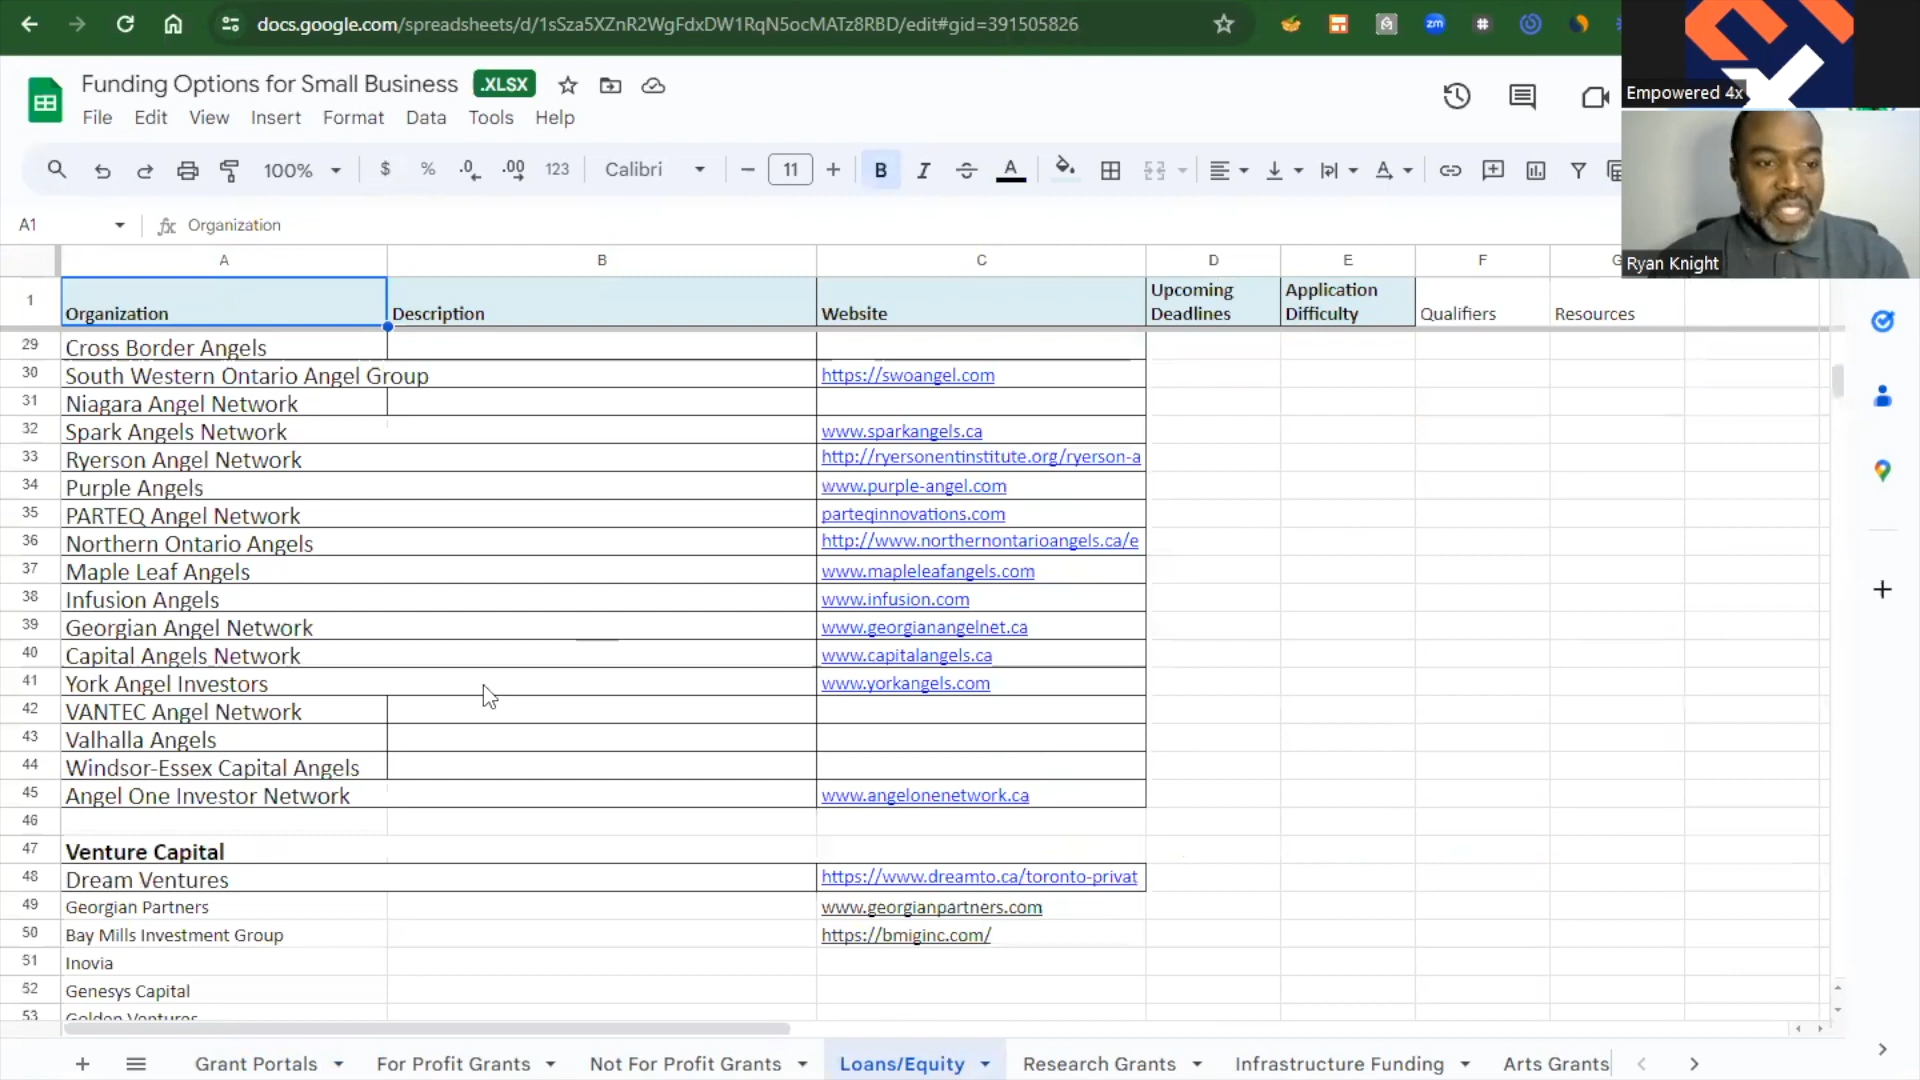 docs.google.com/spreadsheets/d/1sSza5XZnR2WgFdxDW1RqN5ocMATz8RBD/edit#gid=391505826
zm
Funding Options for Small Business .XLSX
File Edit View Insert Format Data Tools Help
Empowered 4x
100% $ % .0 .00 123 Calibri 11 B I A
A1 Organization
Ryan Knight
A B C D E F G
1 Organization Description Website Upcoming Deadlines Application Difficulty Qualifiers Resources
29 Cross Border Angels
30 South Western Ontario Angel Group https://swoangel.com
31 Niagara Angel Network
32 Spark Angels Network www.sparkangels.ca
33 Ryerson Angel Network http://ryersonentinstitute.org/ryerson-a
34 Purple Angels www.purple-angel.com
35 PARTEQ Angel Network parteqinnovations.com
36 Northern Ontario Angels http://www.northernontarioangels.ca/e
37 Maple Leaf Angels www.mapleleafangels.com
38 Infusion Angels www.infusion.com
39 Georgian Angel Network www.georgianangelnet.ca
40 Capital Angels Network www.capitalangels.ca
41 York Angel Investors www.yorkangels.com
42 VANTEC Angel Network
43 Valhalla Angels
44 Windsor-Essex Capital Angels
45 Angel One Investor Network www.angelonenetwork.ca
46
47 Venture Capital
48 Dream Ventures https://www.dreamto.ca/toronto-privat
49 Georgian Partners www.georgianpartners.com
50 Bay Mills Investment Group https://bmiginc.com/
51 Inovia
52 Genesys Capital
53 Golden Ventures
Grant Portals For Profit Grants Not For Profit Grants Loans/Equity Research Grants Infrastructure Funding Arts Grants